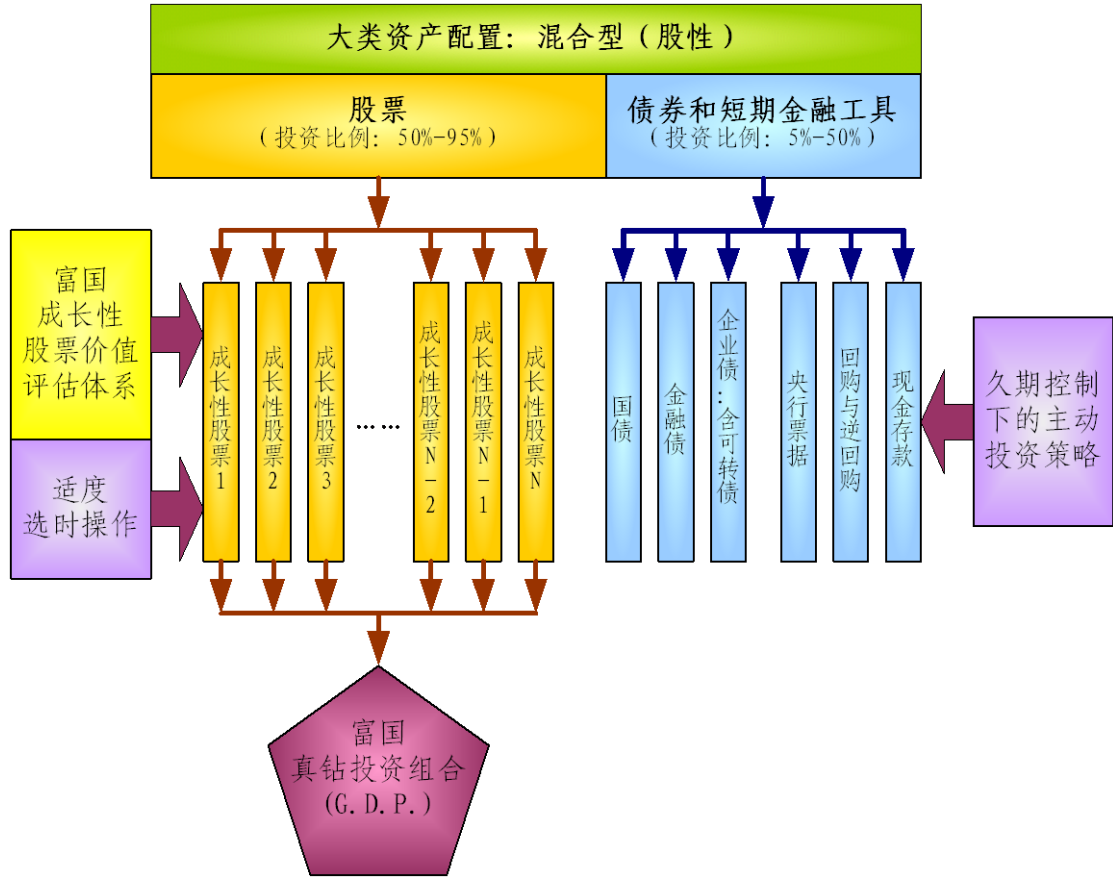 大类资产配置: 混合型（股性）
股票
（投资比例: 50%-95%）
债券和短期金融工具
（投资比例: 5%-50%）
富国
成长性
股票价值
评估体系
适度
选时操作
成长性股票1
成长性股票2
成长性股票3
……
成长性股票N-2
成长性股票N-1
成长性股票N
国债
金融债
企业债:含可转债
央行票据
回购与逆回购
现金存款
久期控制
下的主动
投资策略
富国
真钻投资组合
(G.D.P.)